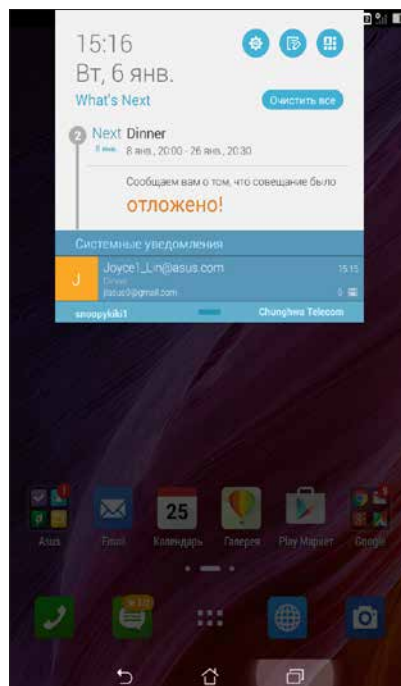 15:16
Вт, 6 янв.
What's Next
Очистить все
2
Next Dinner
8 янв., 20:00 - 26 янв., 20:30
Сообщаем вам о том, что совещание было
отложено!
Системные уведомления
J
Joyce1_Lin@asus.com
15:15
Dinner
snoopykiki1
Chunghwa Telecom
25
Asus
Email
Календарь
Галерея
Play Маркет
Google